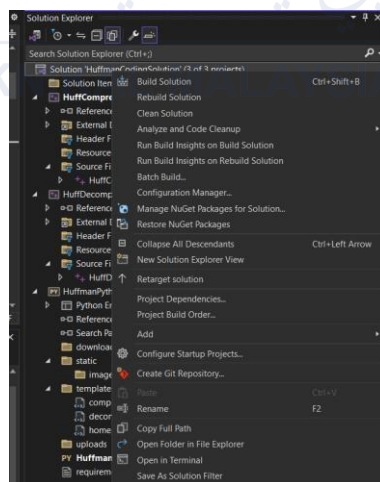 Solution Explorer
Search Solution Explorer (Ctrl+;)
Solution 'HuffmanCodingSolution' (3 of 3 projects)
Solution Item
Build Solution Ctrl+Shift+B
HuffCompre
Rebuild Solution
Referenc
Clean Solution
External D
Analyze and Code Cleanup
Header F
Run Build Insights on Build Solution
Resource
Run Build Insights on Rebuild Solution
Source Fi
Batch Build...
HuffC
Configuration Manager...
HuffDecomp
Manage NuGet Packages for Solution...
Referenc
Restore NuGet Packages
External D
Header F
Collapse All Descendants Ctrl+Left Arrow
Resource
New Solution Explorer View
Source Fi
HuffD
Retarget solution
HuffmanPyth
Project Dependencies...
Python En
Project Build Order...
Reference
Search Pa
Add
download
static
Configure Startup Projects...
image
Create Git Repository...
template
Paste Ctrl+V
comp
Rename F2
decon
home
Copy Full Path
uploads
Open Folder in File Explorer
PY Huffman
Open in Terminal
requirem
Save As Solution Filter